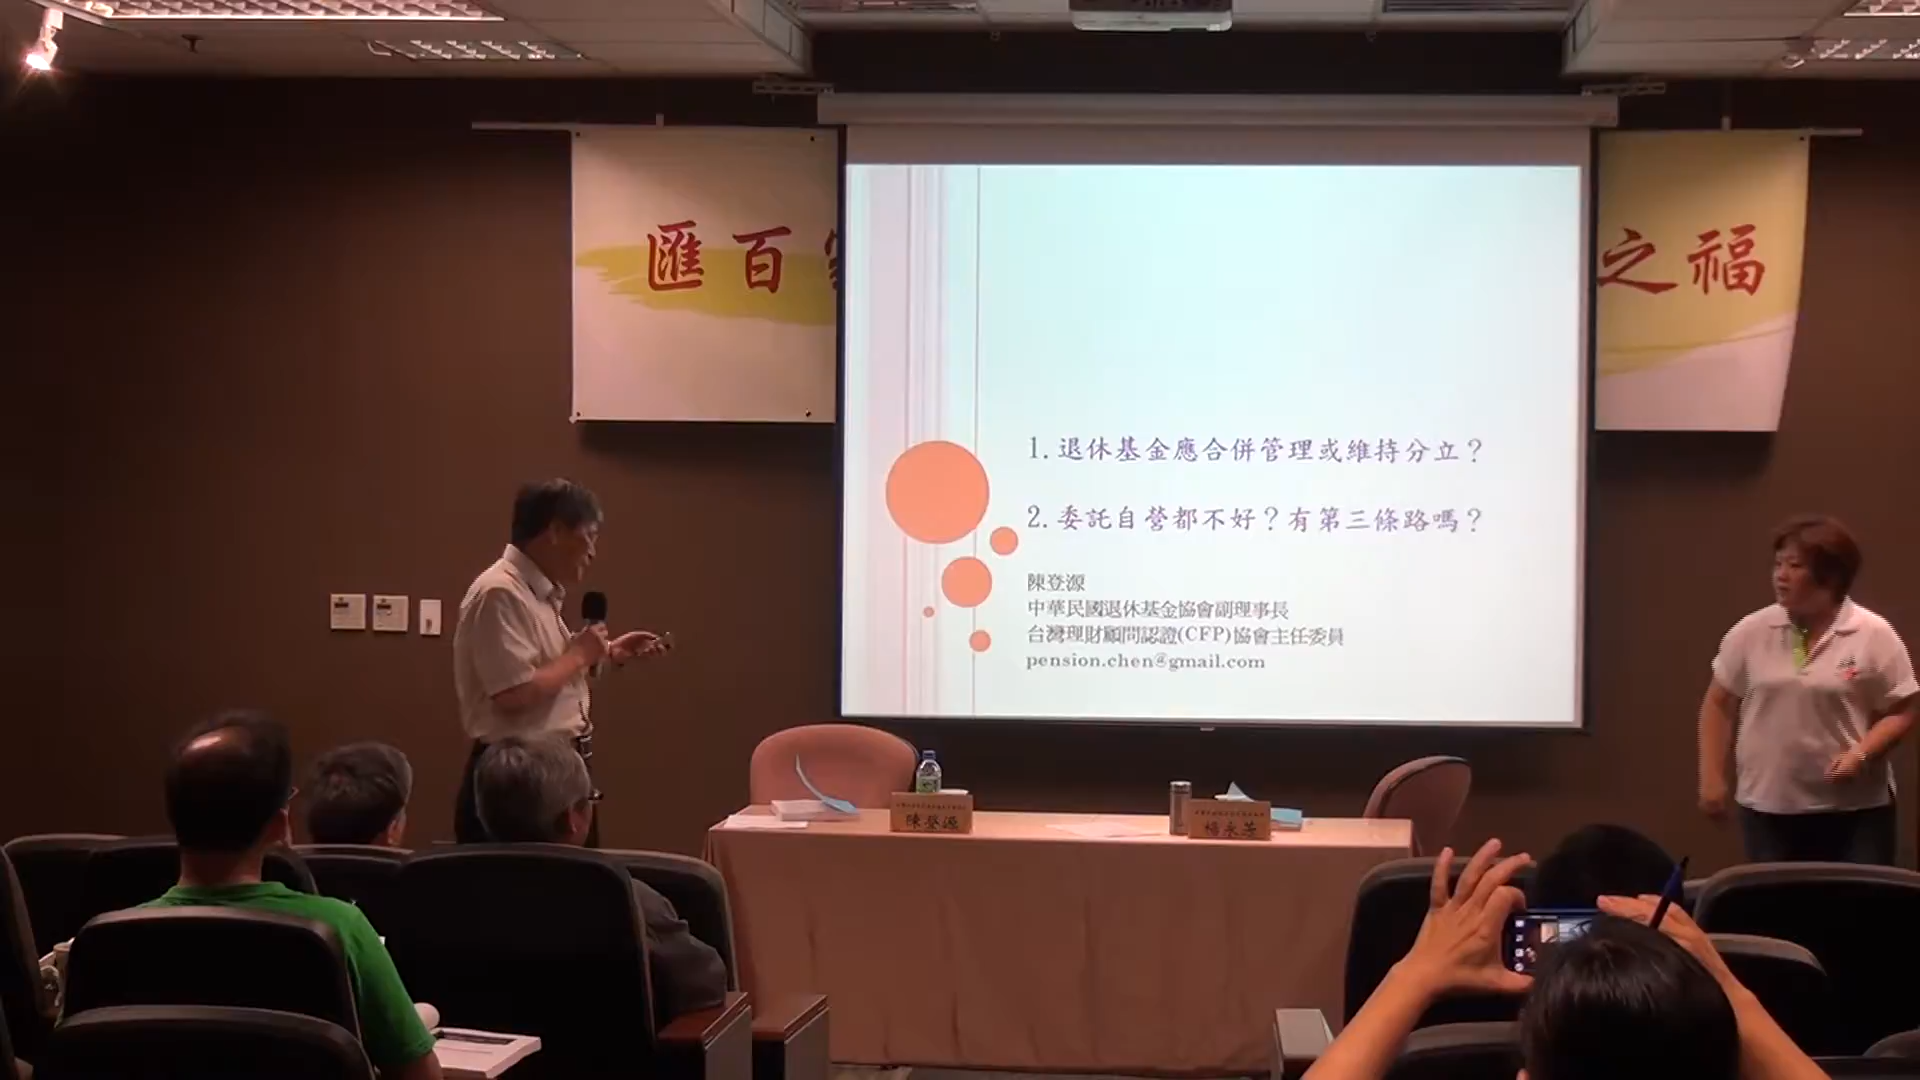 匯百
之福
1.退休基金應合併管理或維持分立？
2.委託自營都不好？有第三條路嗎？
陳登源
中華民國退休基金協會副理事長
台灣理財顧問認證(CFP)協會主任委員
pension.chen@gmail.com
陳登源
楊永芳